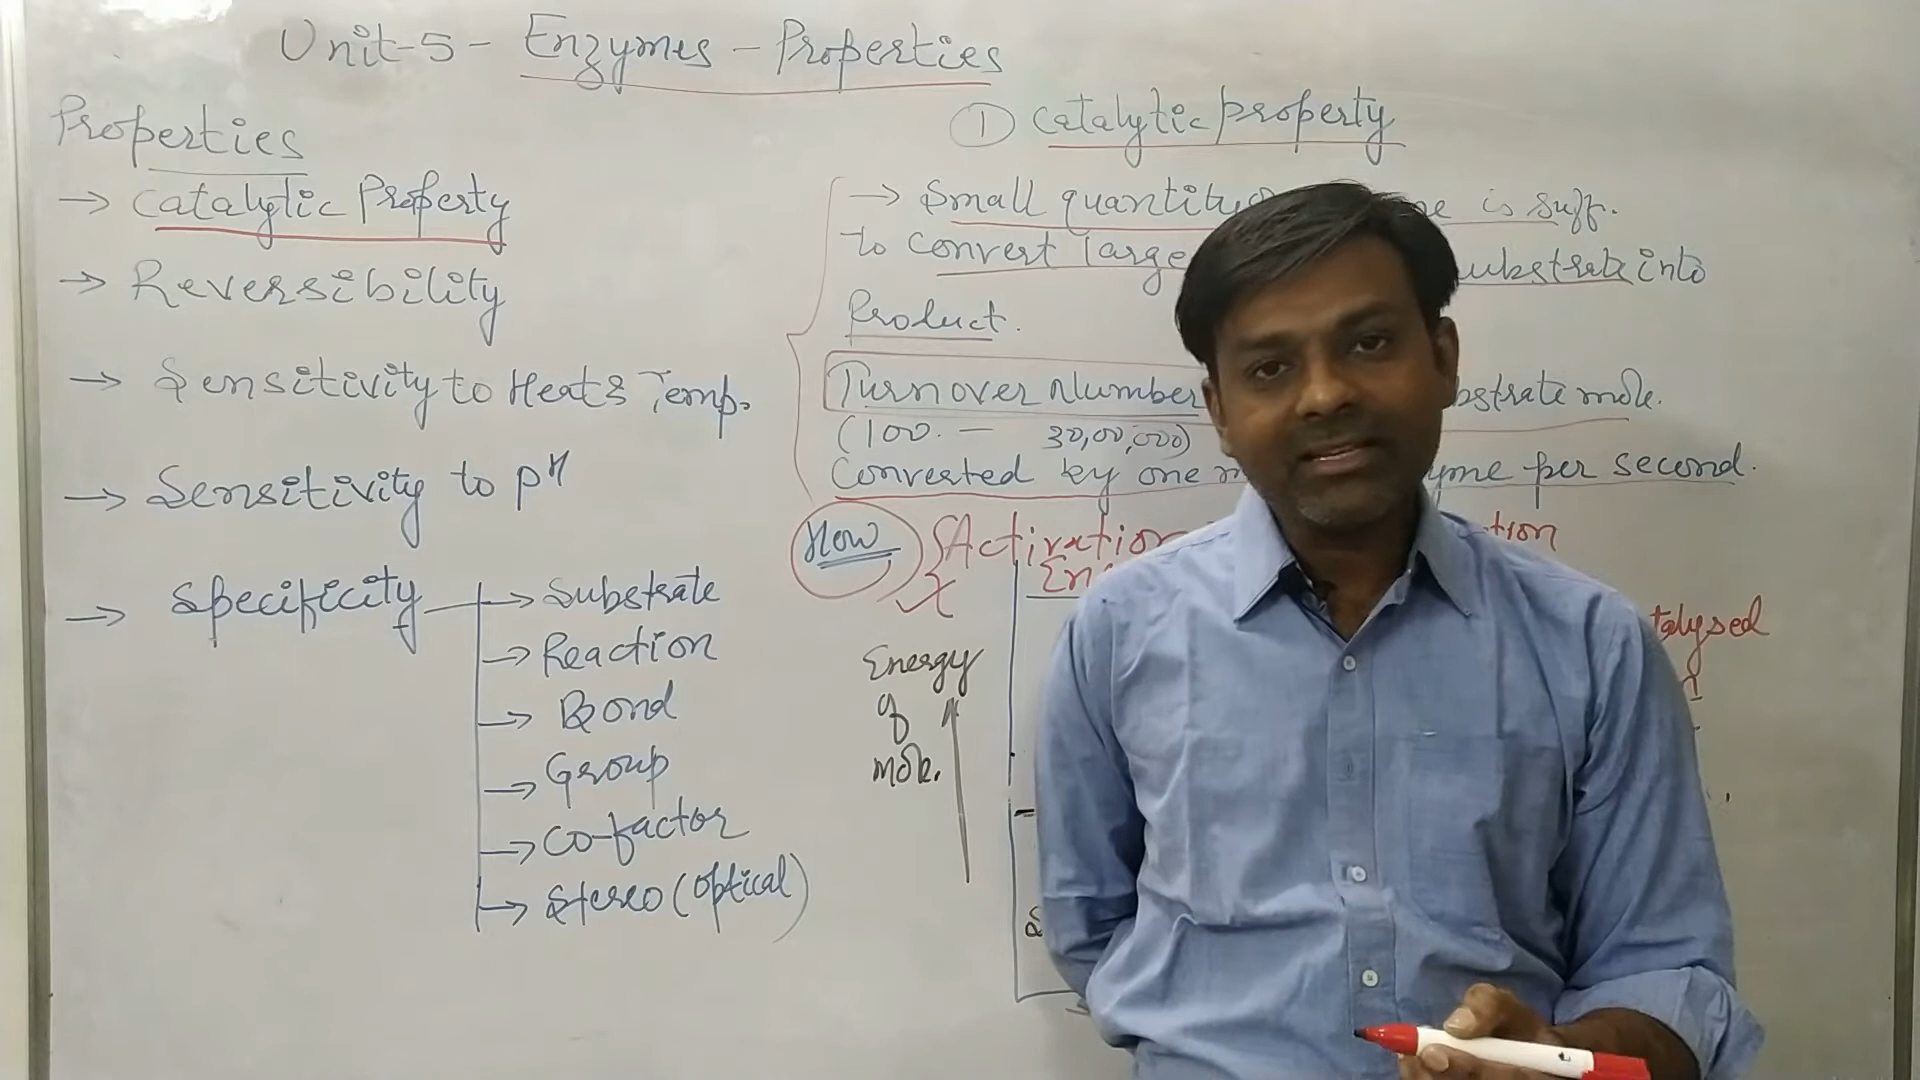 Unit-5 - Enzymes - Properties
Properties
→ Catalytic Property
→ Reversibility
→ Sensitivity to Heat & Temp.
→ Sensitivity to pH
→ Specificity
→ Substrate
→ Reaction
→ Bond
→ Group
→ Co-factor
→ Stereo (optical)
① Catalytic property
→ Small quantity is suff.
to convert large substrate into
Product.
Turnover Number mole.
(100. - 30,00,000)
Converted by one per second.
How Activation
Energy
of
mole.